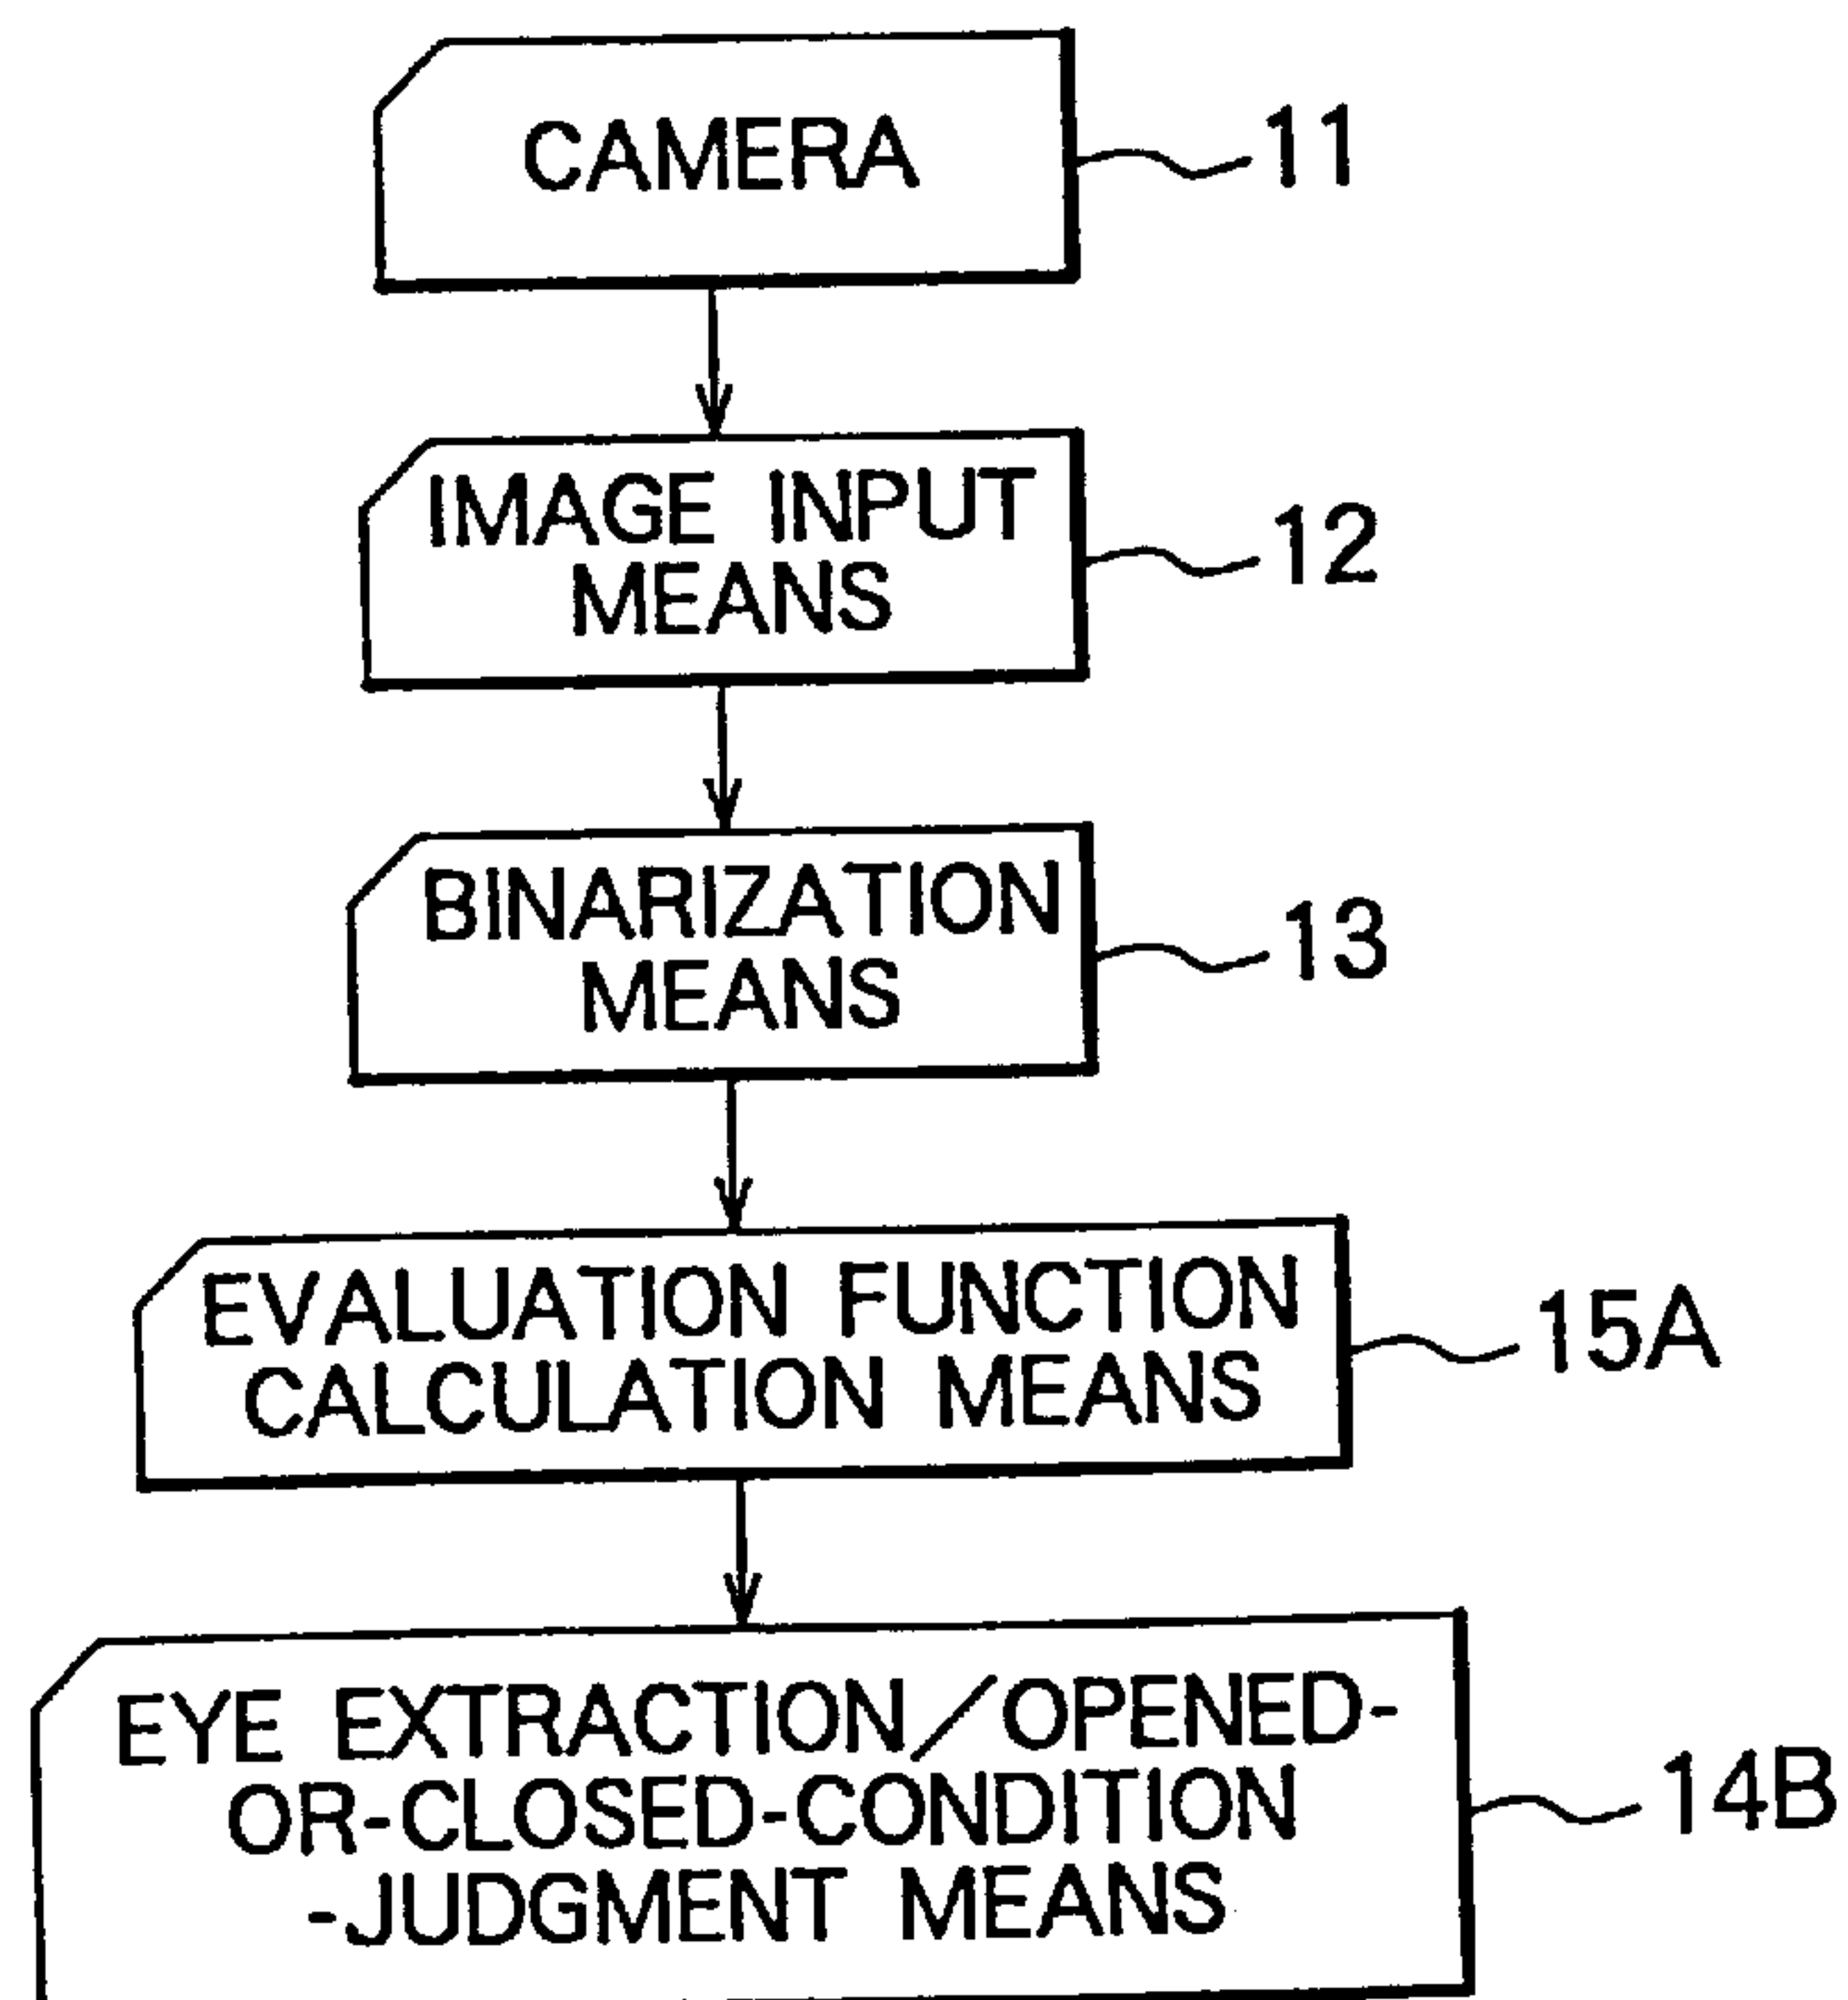 CAMERA
11
IMAGE INPUT
MEANS
12
BINARIZATION
MEANS
13
EVALUATION FUNCTION
CALCULATION MEANS
15A
EYE EXTRACTION/OPENED-
OR-CLOSED-CONDITION
-JUDGMENT MEANS
14B